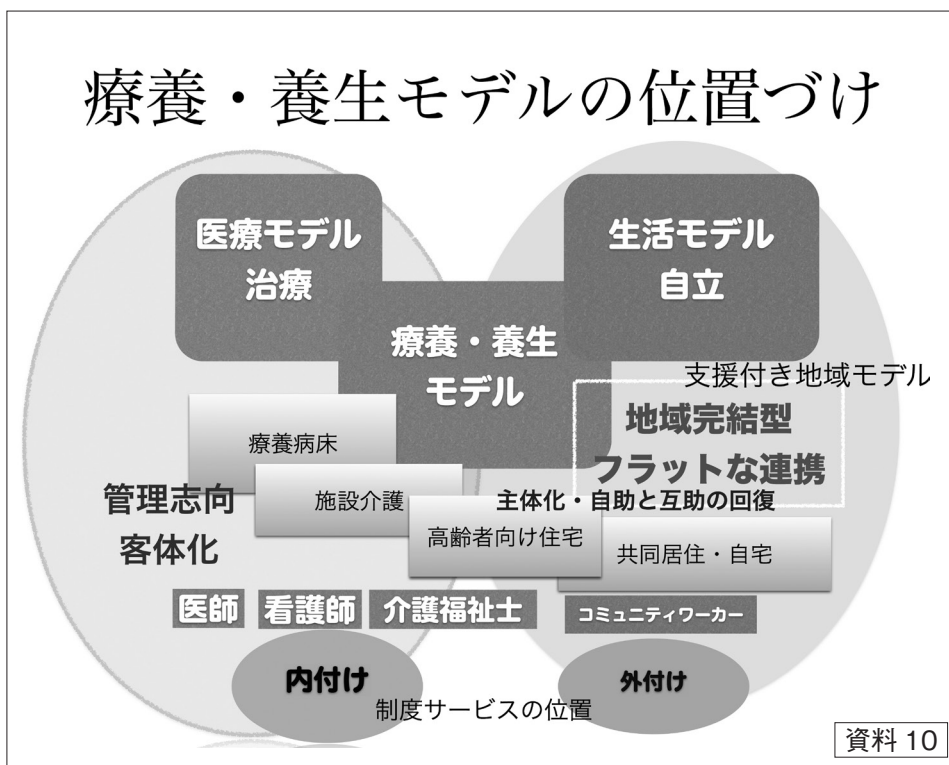 療養・養生モデルの位置づけ
医療モデル
治療
生活モデル
自立
療養・養生
モデル
支援付き地域モデル
地域完結型
フラットな連携
療養病床
管理志向
客体化
施設介護
主体化・自助と互助の回復
高齢者向け住宅
共同居住・自宅
医師
看護師
介護福祉士
コミュニティワーカー
内付け
外付け
制度サービスの位置
資料 10